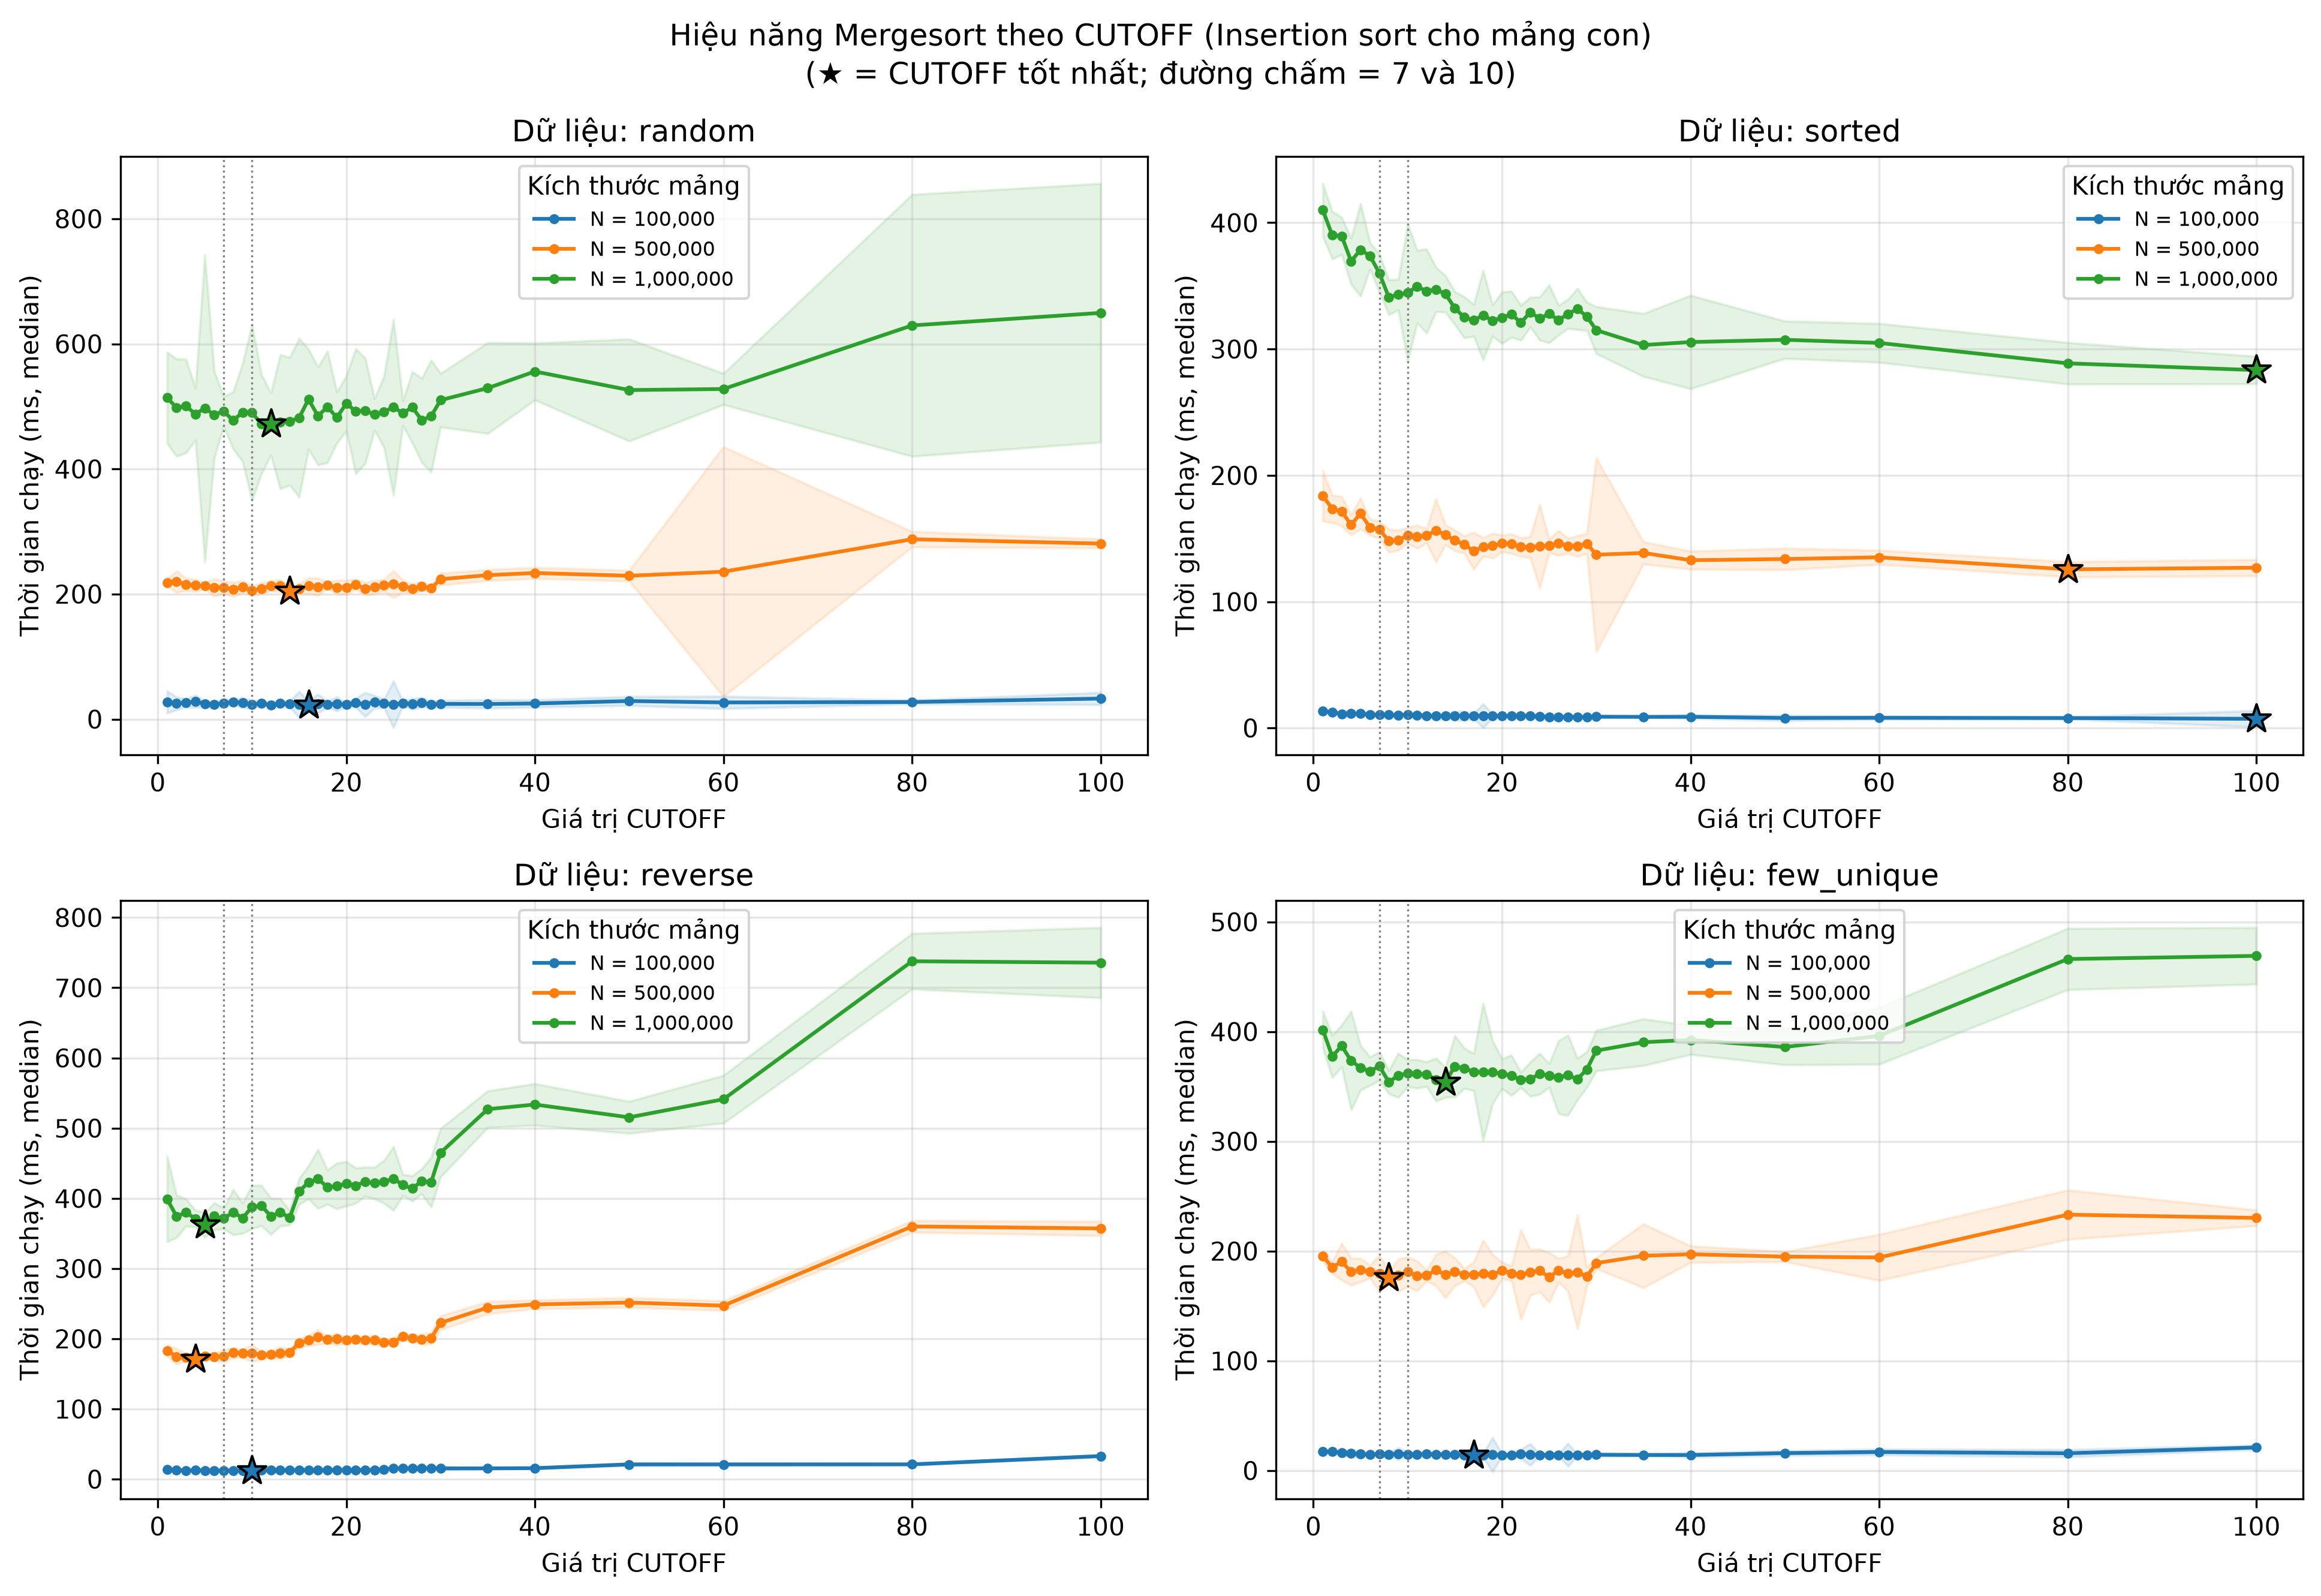 Hiệu năng Mergesort theo CUTOFF (Insertion sort cho mảng con)
(★ = CUTOFF tốt nhất; đường chấm = 7 và 10)
Dữ liệu: random
Thời gian chạy (ms, median)
800
600
400
200
0
Kích thước mảng
N = 100,000
N = 500,000
N = 1,000,000
0 20 40 60 80 100
Giá trị CUTOFF
Dữ liệu: sorted
Thời gian chạy (ms, median)
400
300
200
100
0
Kích thước mảng
N = 100,000
N = 500,000
N = 1,000,000
0 20 40 60 80 100
Giá trị CUTOFF
Dữ liệu: reverse
Thời gian chạy (ms, median)
800
700
600
500
400
300
200
100
0
Kích thước mảng
N = 100,000
N = 500,000
N = 1,000,000
0 20 40 60 80 100
Giá trị CUTOFF
Dữ liệu: few_unique
Thời gian chạy (ms, median)
500
400
300
200
100
0
Kích thước mảng
N = 100,000
N = 500,000
N = 1,000,000
0 20 40 60 80 100
Giá trị CUTOFF